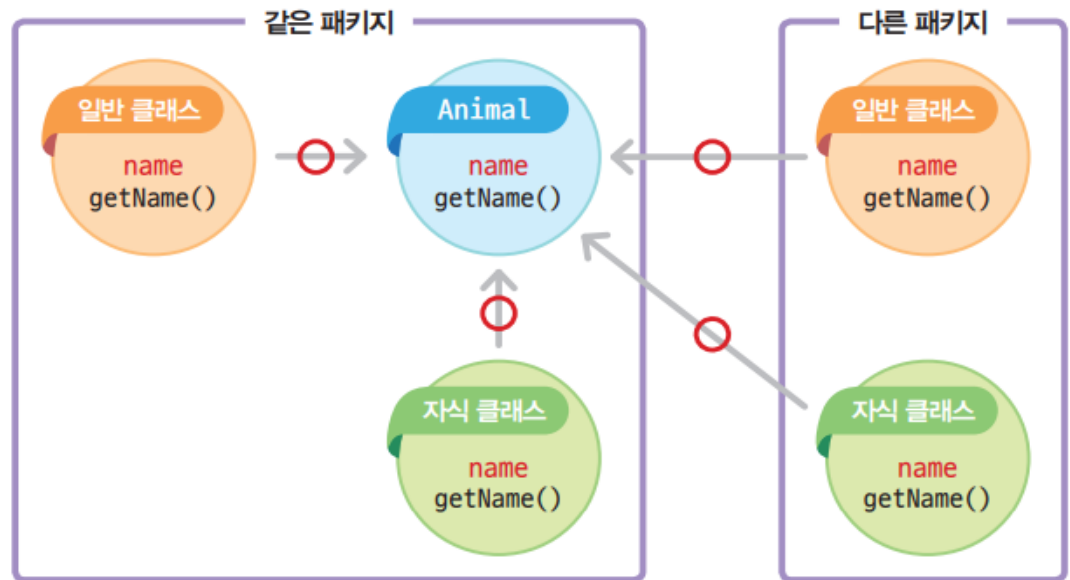 같은 패키지
다른 패키지
일반 클래스
name
getName()
Animal
name
getName()
일반 클래스
name
getName()
자식 클래스
name
getName()
자식 클래스
name
getName()